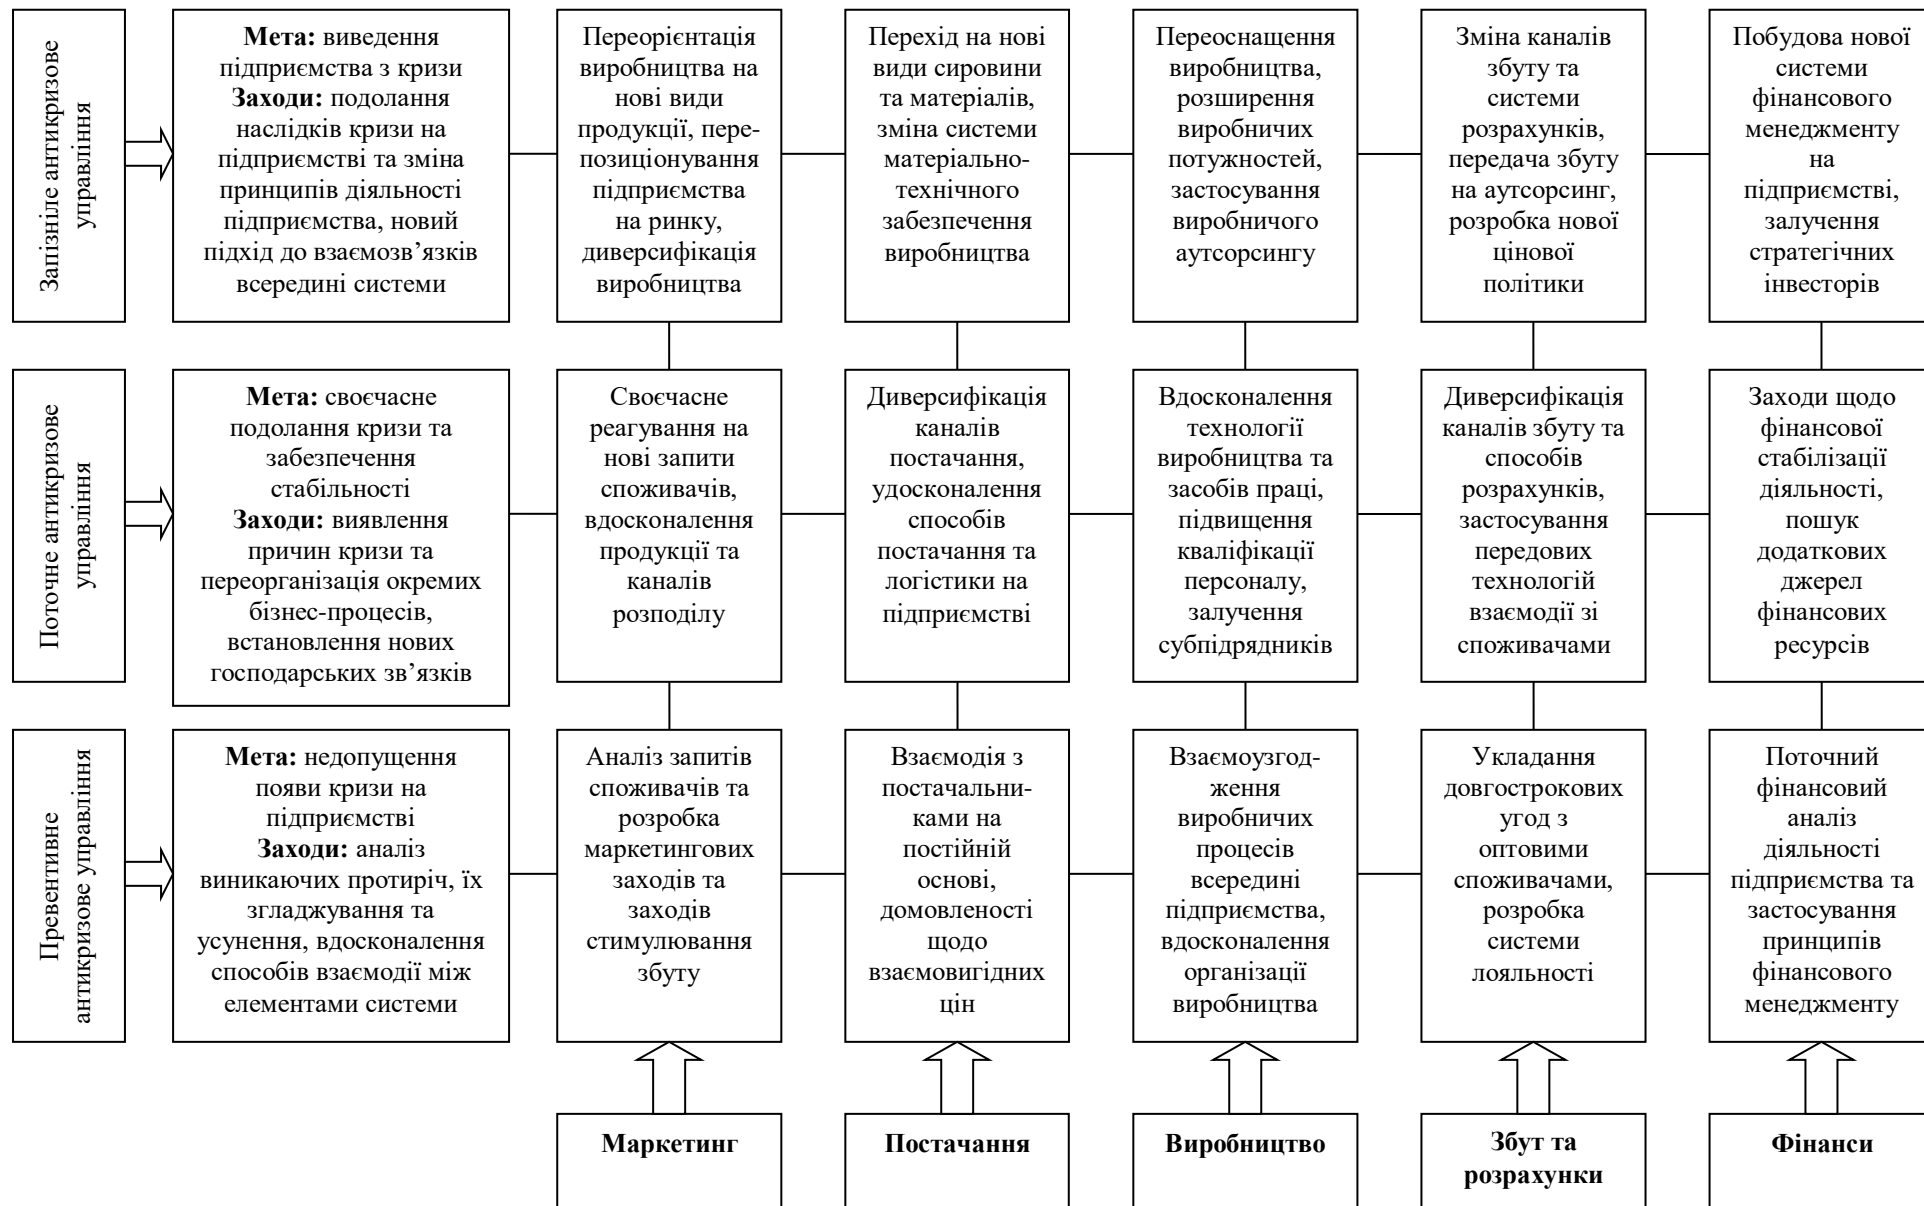 Запізніле антикризове
управління
Мета: виведення
підприємства з кризи
Заходи: подолання
наслідків кризи на
підприємстві та зміна
принципів діяльності
підприємства, новий
підхід до взаємозв’язків
всередині системи
Переорієнтація
виробництва на
нові види
продукції, пере-
позиціонування
підприємства
на ринку,
диверсифікація
виробництва
Перехід на нові
види сировини
та матеріалів,
зміна системи
матеріально-
технічного
забезпечення
виробництва
Переоснащення
виробництва,
розширення
виробничих
потужностей,
застосування
виробничого
аутсорсингу
Зміна каналів
збуту та
системи
розрахунків,
передача збуту
на аутсорсинг,
розробка нової
цінової
політики
Побудова нової
системи
фінансового
менеджменту
на
підприємстві,
залучення
стратегічних
інвесторів
Поточне антикризове
управління
Мета: своєчасне
подолання кризи та
забезпечення
стабільності
Заходи: виявлення
причин кризи та
переорганізація окремих
бізнес-процесів,
встановлення нових
господарських зв’язків
Своєчасне
реагування на
нові запити
споживачів,
вдосконалення
продукції та
каналів
розподілу
Диверсифікація
каналів
постачання,
удосконалення
способів
постачання та
логістики на
підприємстві
Вдосконалення
технології
виробництва та
засобів праці,
підвищення
кваліфікації
персоналу,
залучення
субпідрядників
Диверсифікація
каналів збуту та
способів
розрахунків,
застосування
передових
технологій
взаємодії зі
споживачами
Заходи щодо
фінансової
стабілізації
діяльності,
пошук
додаткових
джерел
фінансових
ресурсів
Превентивне
антикризове управління
Мета: недопущення
появи кризи на
підприємстві
Заходи: аналіз
виникаючих протиріч, їх
згладжування та
усунення, вдосконалення
способів взаємодії між
елементами системи
Аналіз запитів
споживачів та
розробка
маркетингових
заходів та
заходів
стимулювання
збуту
Взаємодія з
постачальни-
ками на
постійній
основі,
домовленості
щодо
взаємовигідних
цін
Взаємоузгод-
ження
виробничих
процесів
всередині
підприємства,
вдосконалення
організації
виробництва
Укладання
довгострокових
угод з
оптовими
споживачами,
розробка
системи
лояльності
Поточний
фінансовий
аналіз
діяльності
підприємства та
застосування
принципів
фінансового
менеджменту
Маркетинг
Постачання
Виробництво
Збут та
розрахунки
Фінанси